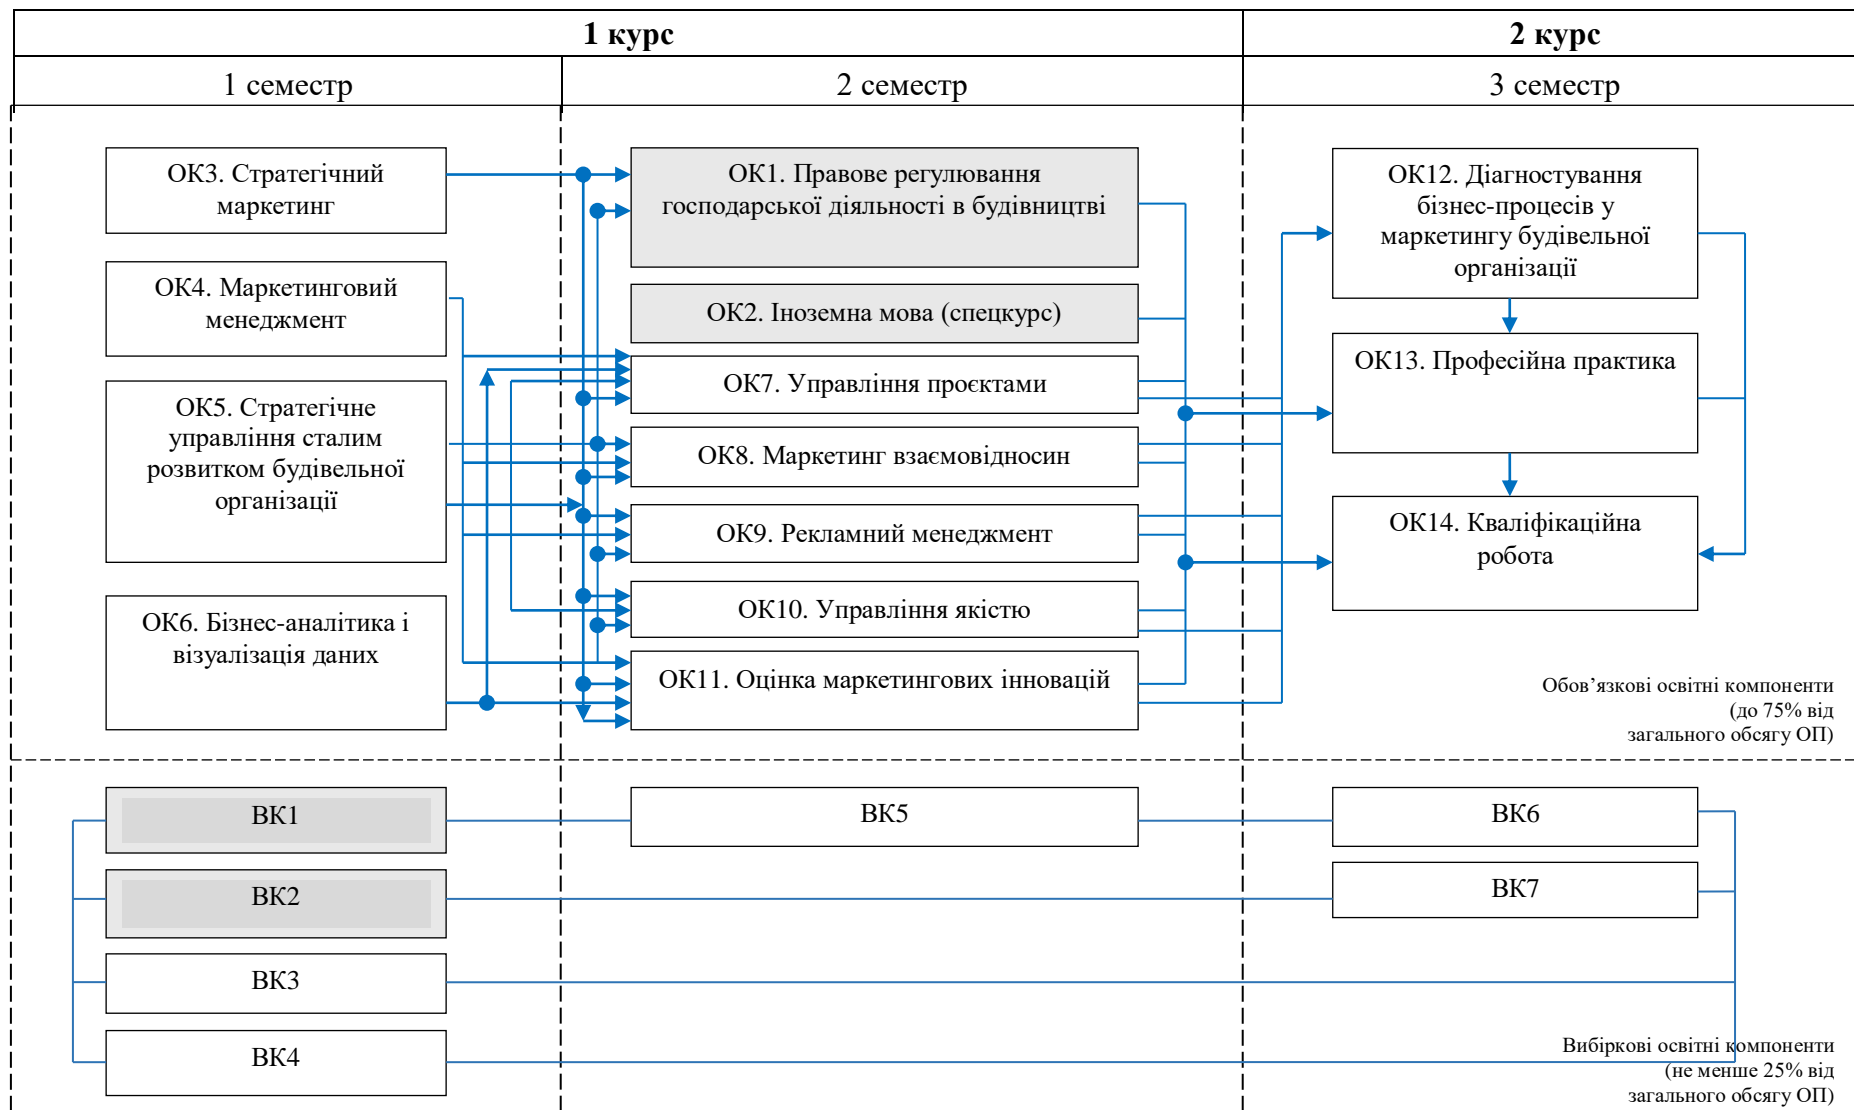 1 курс
2 курс
1 семестр
2 семестр
3 семестр
ОК3. Стратегічний
маркетинг
ОК4. Маркетинговий
менеджмент
ОК5. Стратегічне
управління сталим
розвитком будівельної
організації
ОК6. Бізнес-аналітика і
візуалізація даних
ОК1. Правове регулювання
господарської діяльності в будівництві
ОК2. Іноземна мова (спецкурс)
ОК7. Управління проєктами
ОК8. Маркетинг взаємовідносин
ОК9. Рекламний менеджмент
ОК10. Управління якістю
ОК11. Оцінка маркетингових інновацій
ОК12. Діагностування
бізнес-процесів у
маркетингу будівельної
організації
ОК13. Професійна практика
ОК14. Кваліфікаційна
робота
Обов’язкові освітні компоненти
(до 75% від
загального обсягу ОП)
ВК1
ВК5
ВК6
ВК2
ВК7
ВК3
ВК4
Вибіркові освітні компоненти
(не менше 25% від
загального обсягу ОП)